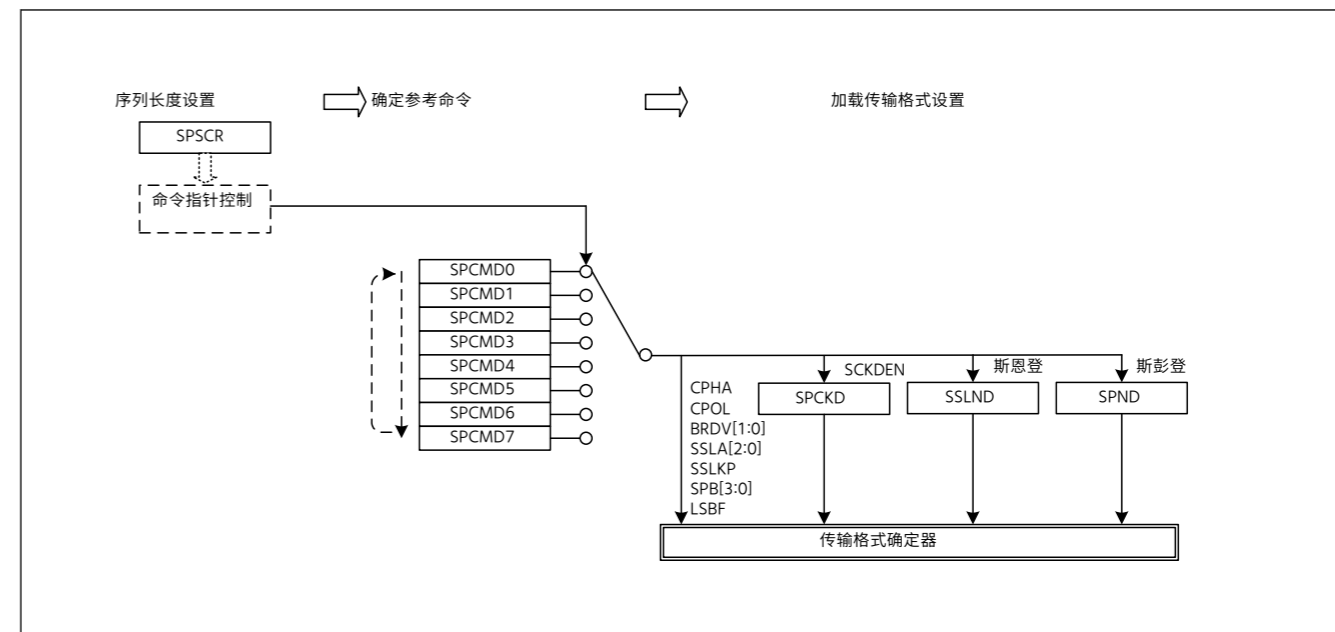 序列长度设置
确定参考命令
加载传输格式设置
SPSCR
命令指针控制
SPCMD0
SPCMD1
SPCMD2
SPCMD3
SPCMD4
SPCMD5
SPCMD6
SPCMD7
CPHA
CPOL
BRDV[1:0]
SSLA[2:0]
SSLKP
SPB[3:0]
LSBF
SCKDEN
SPCKD
斯恩登
SSLND
斯彭登
SPND
传输格式确定器